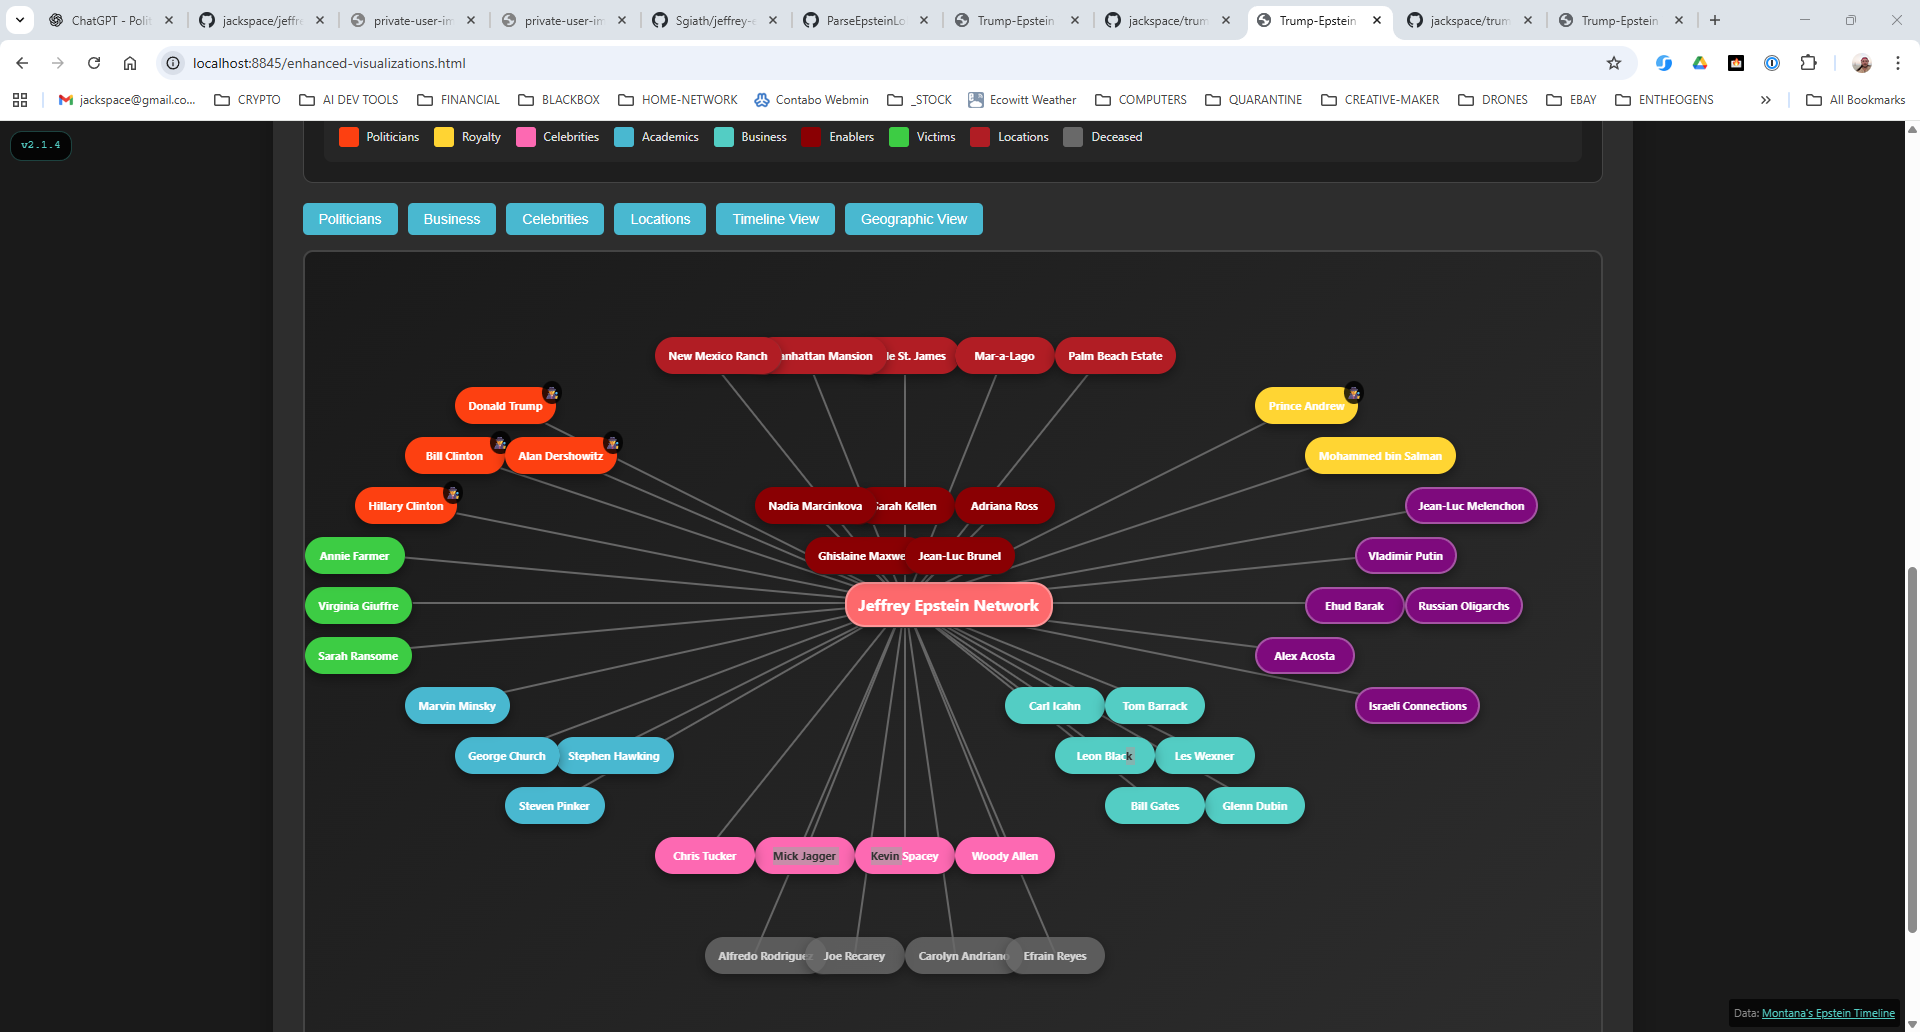 ChatGPT - Polit
jackspace/jeffre
private-user-im
private-user-im
Sgiath/jeffrey-e
ParseEpsteinLo
Trump-Epstein
jackspace/trum
Trump-Epstein
jackspace/trum
Trump-Epstein
localhost:8845/enhanced-visualizations.html
jackspace@gmail.co...
CRYPTO
AI DEV TOOLS
FINANCIAL
BLACKBOX
HOME-NETWORK
Contabo Webmin
_STOCK
Ecowitt Weather
COMPUTERS
QUARANTINE
CREATIVE-MAKER
DRONES
EBAY
ENTHEOGENS
All Bookmarks
v2.1.4
Politicians
Royalty
Celebrities
Academics
Business
Enablers
Victims
Locations
Deceased
Politicians
Business
Celebrities
Locations
Timeline View
Geographic View
New Mexico Ranch
anhattan Mansion
le St. James
Mar-a-Lago
Palm Beach Estate
Donald Trump
Prince Andrew
Bill Clinton
Alan Dershowitz
Mohammed bin Salman
Hillary Clinton
Nadia Marcinkova
Sarah Kellen
Adriana Ross
Jean-Luc Melenchon
Annie Farmer
Ghislaine Maxwe
Jean-Luc Brunel
Vladimir Putin
Virginia Giuffre
Jeffrey Epstein Network
Ehud Barak
Russian Oligarchs
Sarah Ransome
Alex Acosta
Marvin Minsky
Carl Icahn
Tom Barrack
Israeli Connections
George Church
Stephen Hawking
Leon Black
Les Wexner
Steven Pinker
Bill Gates
Glenn Dubin
Chris Tucker
Mick Jagger
Kevin Spacey
Woody Allen
Alfredo Rodriguez
Joe Recarey
Carolyn Andriano
Efrain Reyes
Data: Montana's Epstein Timeline